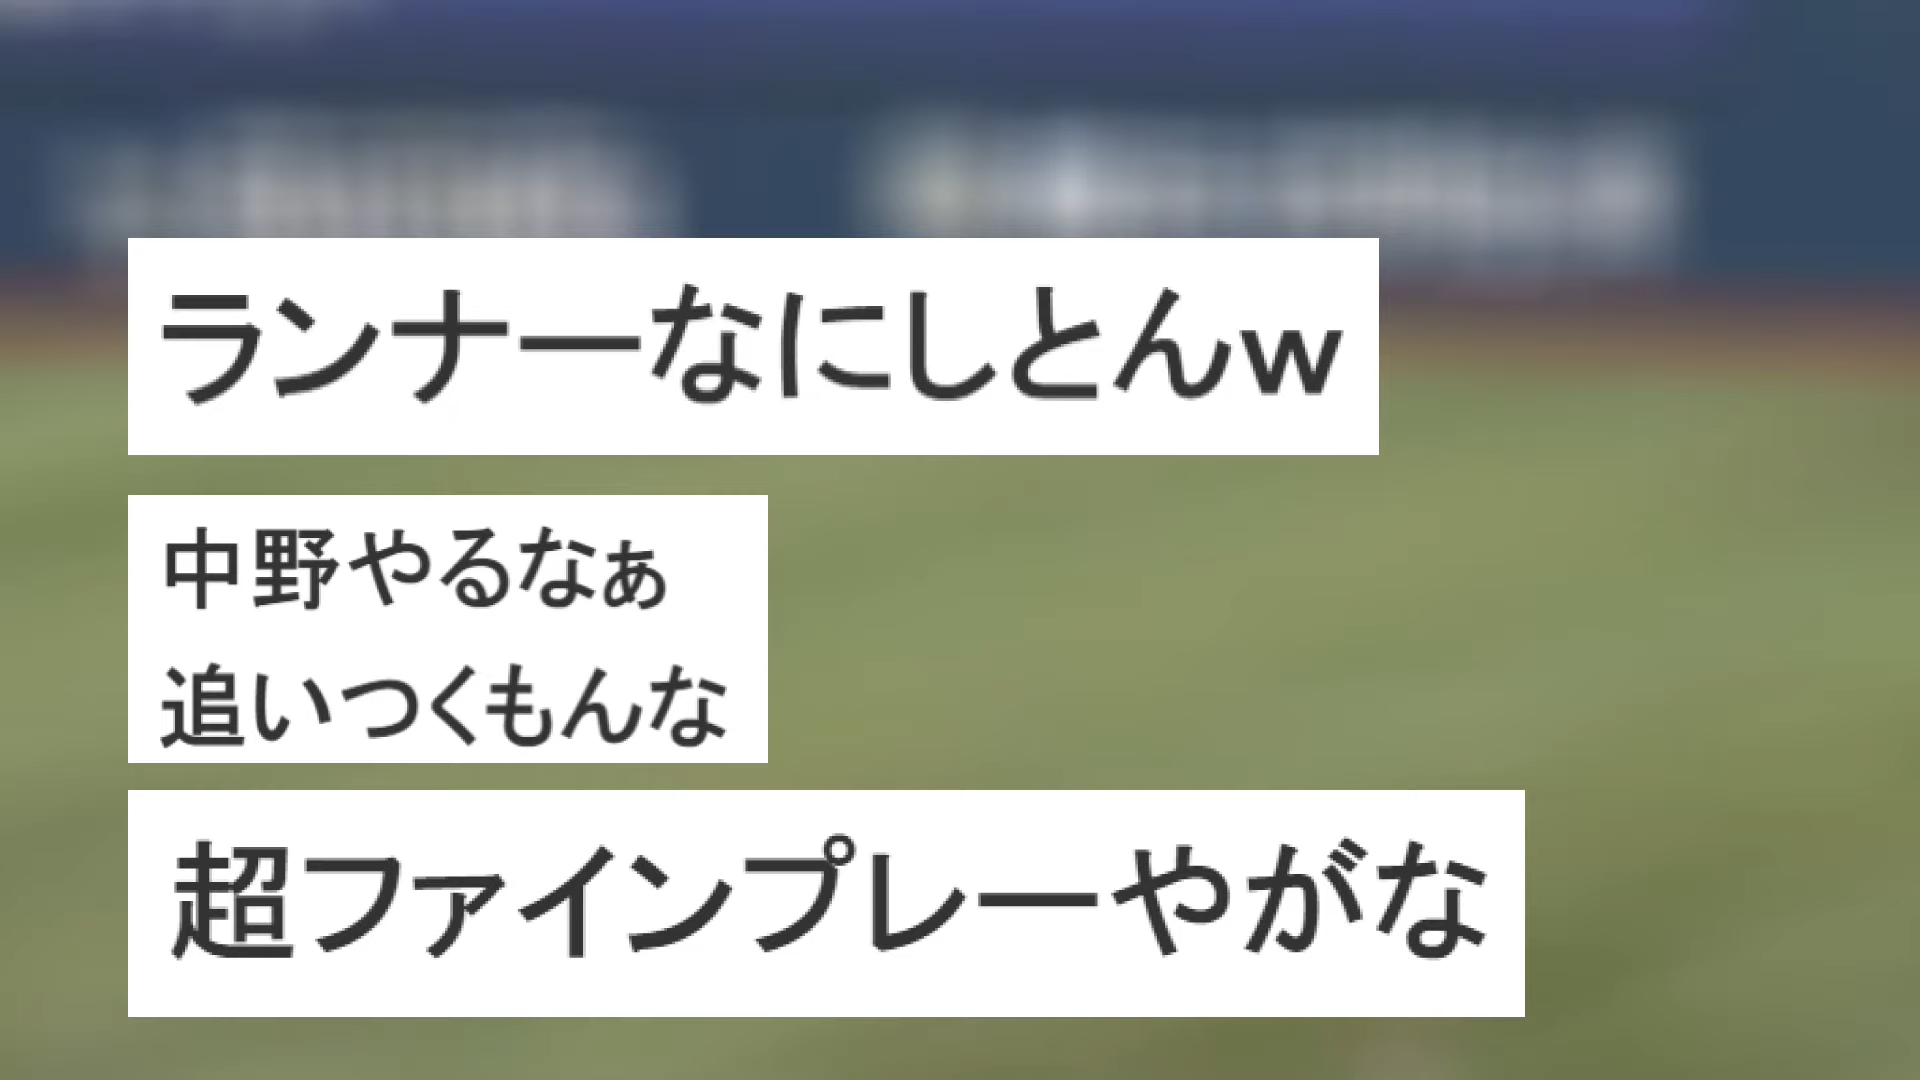 ランナーなにしとんw
中野やるなぁ
追いつくもんな
超ファインプレーやがな